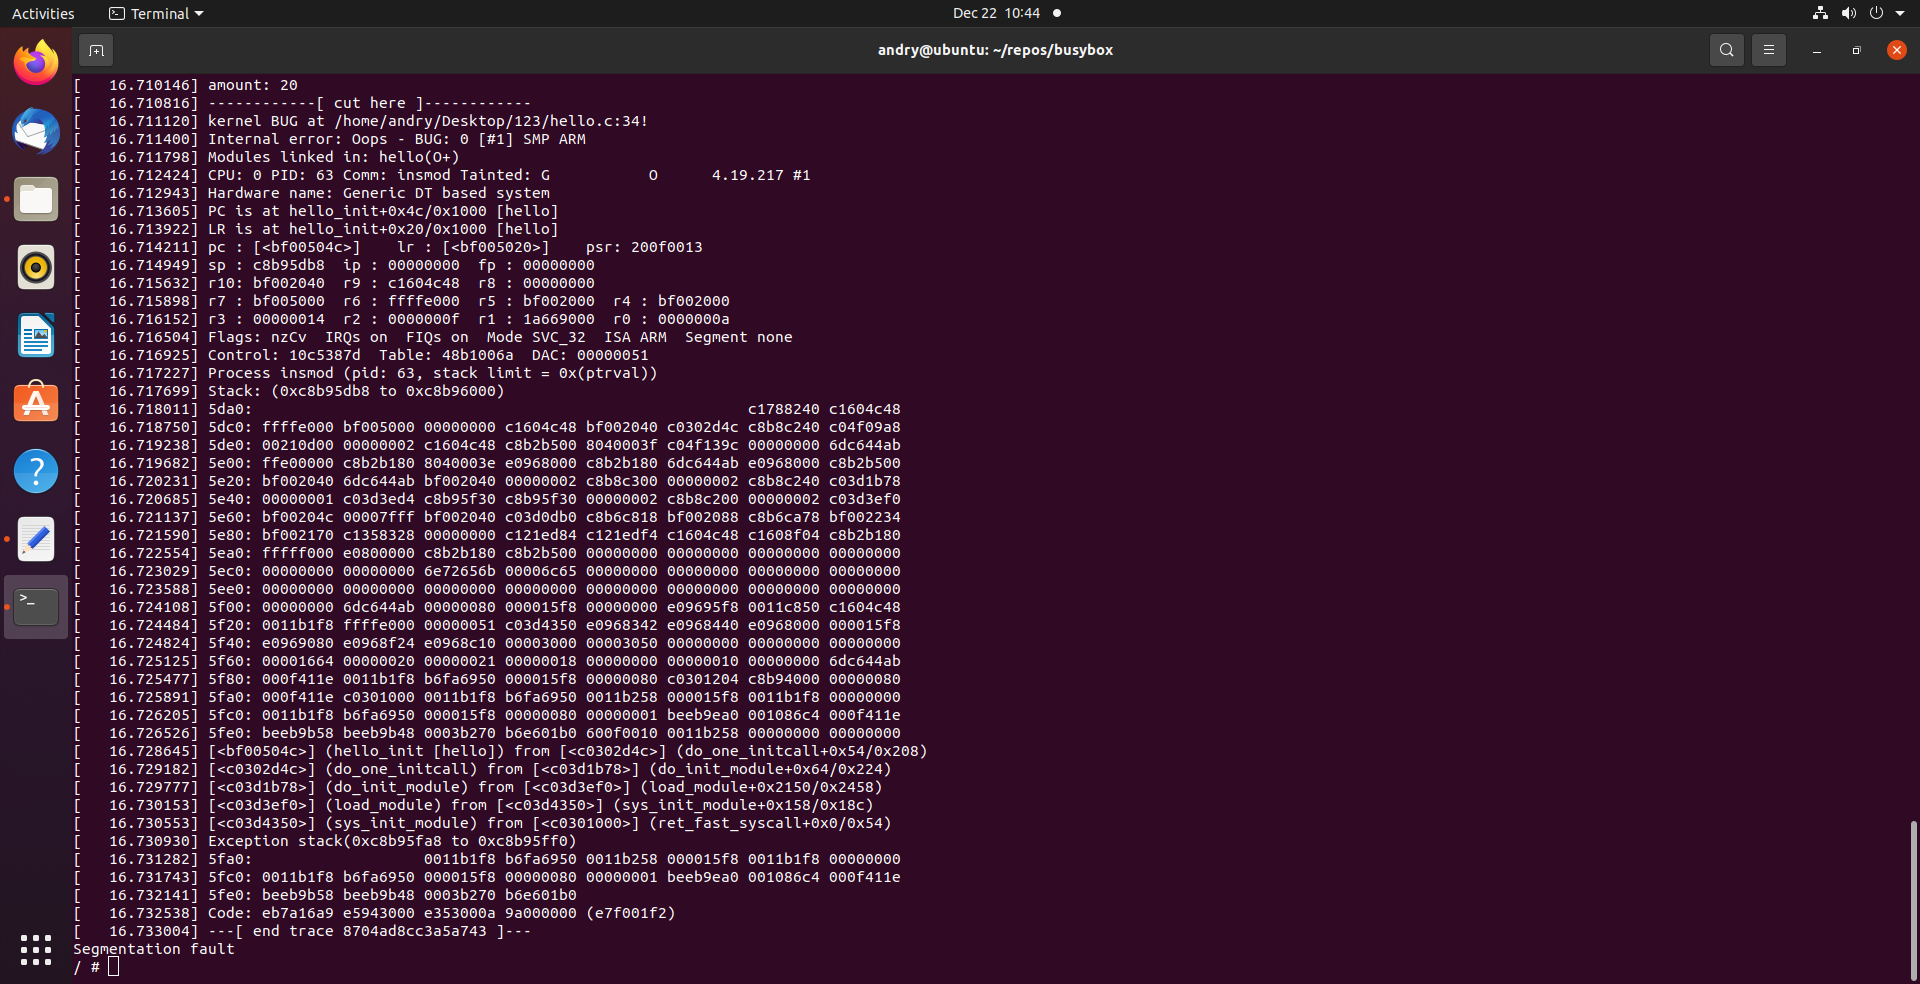 Activities
Terminal
Dec 22 10:44
andry@ubuntu: ~/repos/busybox
[   16.710146] amount: 20
[   16.710816] ------------[ cut here ]------------
[   16.711120] kernel BUG at /home/andry/Desktop/123/hello.c:34!
[   16.711400] Internal error: Oops - BUG: 0 [#1] SMP ARM
[   16.711798] Modules linked in: hello(O+)
[   16.712424] CPU: 0 PID: 63 Comm: insmod Tainted: G           O      4.19.217 #1
[   16.712943] Hardware name: Generic DT based system
[   16.713605] PC is at hello_init+0x4c/0x1000 [hello]
[   16.713922] LR is at hello_init+0x20/0x1000 [hello]
[   16.714211] pc : [<bf00504c>]    lr : [<bf005020>]    psr: 200f0013
[   16.714949] sp : c8b95db8  ip : 00000000  fp : 00000000
[   16.715632] r10: bf002040  r9 : c1604c48  r8 : 00000000
[   16.715898] r7 : bf005000  r6 : ffffe000  r5 : bf002000  r4 : bf002000
[   16.716152] r3 : 00000014  r2 : 0000000f  r1 : 1a669000  r0 : 0000000a
[   16.716504] Flags: nzCv  IRQs on  FIQs on  Mode SVC_32  ISA ARM  Segment none
[   16.716925] Control: 10c5387d  Table: 48b1006a  DAC: 00000051
[   16.717227] Process insmod (pid: 63, stack limit = 0x(ptrval))
[   16.717699] Stack: (0xc8b95db8 to 0xc8b96000)
[   16.718011] 5da0:                                                       c1788240 c1604c48
[   16.718750] 5dc0: ffffe000 bf005000 00000000 c1604c48 bf002040 c0302d4c c8b8c240 c04f09a8
[   16.719238] 5de0: 00210d00 00000002 c1604c48 c8b2b500 8040003f c04f139c 00000000 6dc644ab
[   16.719682] 5e00: ffe00000 c8b2b180 8040003e e0968000 c8b2b180 6dc644ab e0968000 c8b2b500
[   16.720231] 5e20: bf002040 6dc644ab bf002040 00000002 c8b8c300 00000002 c8b8c240 c03d1b78
[   16.720685] 5e40: 00000001 c03d3ed4 c8b95f30 c8b95f30 00000002 c8b8c200 00000002 c03d3ef0
[   16.721137] 5e60: bf00204c 00007fff bf002040 c03d0db0 c8b6c818 bf002088 c8b6ca78 bf002234
[   16.721590] 5e80: bf002170 c1358328 00000000 c121ed84 c121edf4 c1604c48 c1608f04 c8b2b180
[   16.722554] 5ea0: fffff000 e0800000 c8b2b180 c8b2b500 00000000 00000000 00000000 00000000
[   16.723029] 5ec0: 00000000 00000000 6e72656b 00006c65 00000000 00000000 00000000 00000000
[   16.723588] 5ee0: 00000000 00000000 00000000 00000000 00000000 00000000 00000000 00000000
[   16.724108] 5f00: 00000000 6dc644ab 00000080 000015f8 00000000 e09695f8 0011c850 c1604c48
[   16.724484] 5f20: 0011b1f8 ffffe000 00000051 c03d4350 e0968342 e0968440 e0968000 000015f8
[   16.724824] 5f40: e0969080 e0968f24 e0968c10 00003000 00003050 00000000 00000000 00000000
[   16.725125] 5f60: 00001664 00000020 00000021 00000018 00000000 00000010 00000000 6dc644ab
[   16.725477] 5f80: 000f411e 0011b1f8 b6fa6950 000015f8 00000080 c0301204 c8b94000 00000080
[   16.725891] 5fa0: 000f411e c0301000 0011b1f8 b6fa6950 0011b258 000015f8 0011b1f8 00000000
[   16.726205] 5fc0: 0011b1f8 b6fa6950 000015f8 00000080 00000001 beeb9ea0 001086c4 000f411e
[   16.726526] 5fe0: beeb9b58 beeb9b48 0003b270 b6e601b0 600f0010 0011b258 00000000 00000000
[   16.728645] [<bf00504c>] (hello_init [hello]) from [<c0302d4c>] (do_one_initcall+0x54/0x208)
[   16.729182] [<c0302d4c>] (do_one_initcall) from [<c03d1b78>] (do_init_module+0x64/0x224)
[   16.729777] [<c03d1b78>] (do_init_module) from [<c03d3ef0>] (load_module+0x2150/0x2458)
[   16.730153] [<c03d3ef0>] (load_module) from [<c03d4350>] (sys_init_module+0x158/0x18c)
[   16.730553] [<c03d4350>] (sys_init_module) from [<c0301000>] (ret_fast_syscall+0x0/0x54)
[   16.730930] Exception stack(0xc8b95fa8 to 0xc8b95ff0)
[   16.731282] 5fa0:                   0011b1f8 b6fa6950 0011b258 000015f8 0011b1f8 00000000
[   16.731743] 5fc0: 0011b1f8 b6fa6950 000015f8 00000080 00000001 beeb9ea0 001086c4 000f411e
[   16.732141] 5fe0: beeb9b58 beeb9b48 0003b270 b6e601b0
[   16.732538] Code: eb7a16a9 e5943000 e353000a 9a000000 (e7f001f2)
[   16.733004] ---[ end trace 8704ad8cc3a5a743 ]---
Segmentation fault
/ #